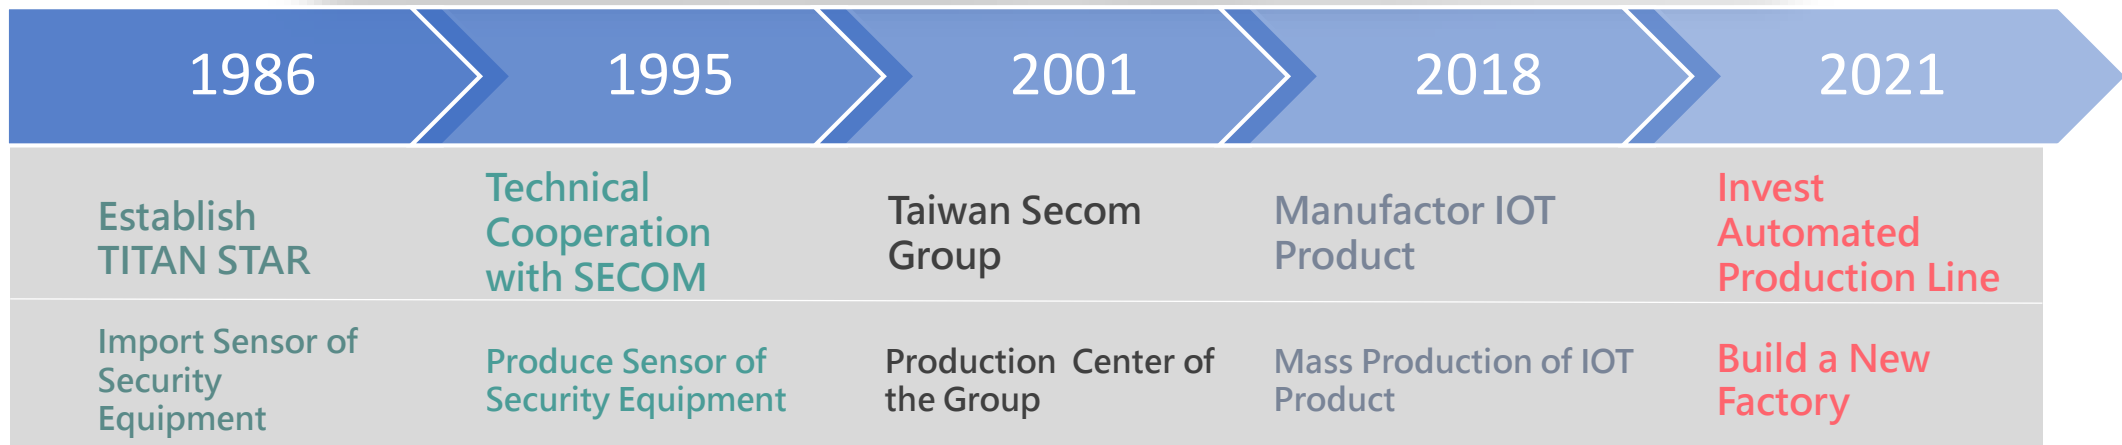 1986
1995
2001
2018
2021
Establish
TITAN STAR
Technical
Cooperation
with SECOM
Taiwan Secom
Group
Manufactor IOT
Product
Invest
Automated
Production Line
Import Sensor of
Security
Equipment
Produce Sensor of
Security Equipment
Production Center of
the Group
Mass Production of IOT
Product
Build a New
Factory